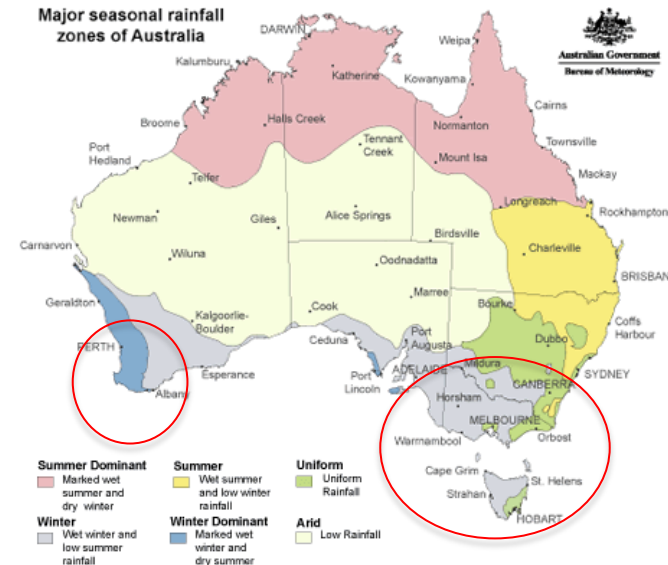 Major seasonal rainfall
zones of Australia
Australian Government
Bureau of Meteorology
DARWIN
Weipa
Kalumburu
Katherine
Kowanyama
Cairns
Broome
Halls Creek
Normanton
Townsville
Port
Hedland
Tennant
Creek
Mount Isa
Mackay
Telfer
Longreach
Rockhampton
Newman
Giles
Alice Springs
Birdsville
Charleville
Carnarvon
Wiluna
Oodnadatta
BRISBAN
Marree
Bourke
Geraldton
Cook
Kalgoorlie-
Boulder
Coffs
Harbour
Ceduna
Port
Augusta
Dubbo
PERTH
Mildura
SYDNEY
Esperance
Port
Lincoln
ADELAIDE
CANBERRA
Albany
Horsham
MELBOURNE
Warrnambool
Orbost
Cape Grim
St. Helens
Strahan
HOBART
Summer Dominant
Marked wet
summer and
dry winter
Summer
Wet summer
and low winter
rainfall
Uniform
Uniform
Rainfall
Winter
Wet winter and
low summer
rainfall
Winter Dominant
Marked wet
winter and
dry summer
Arid
Low Rainfall